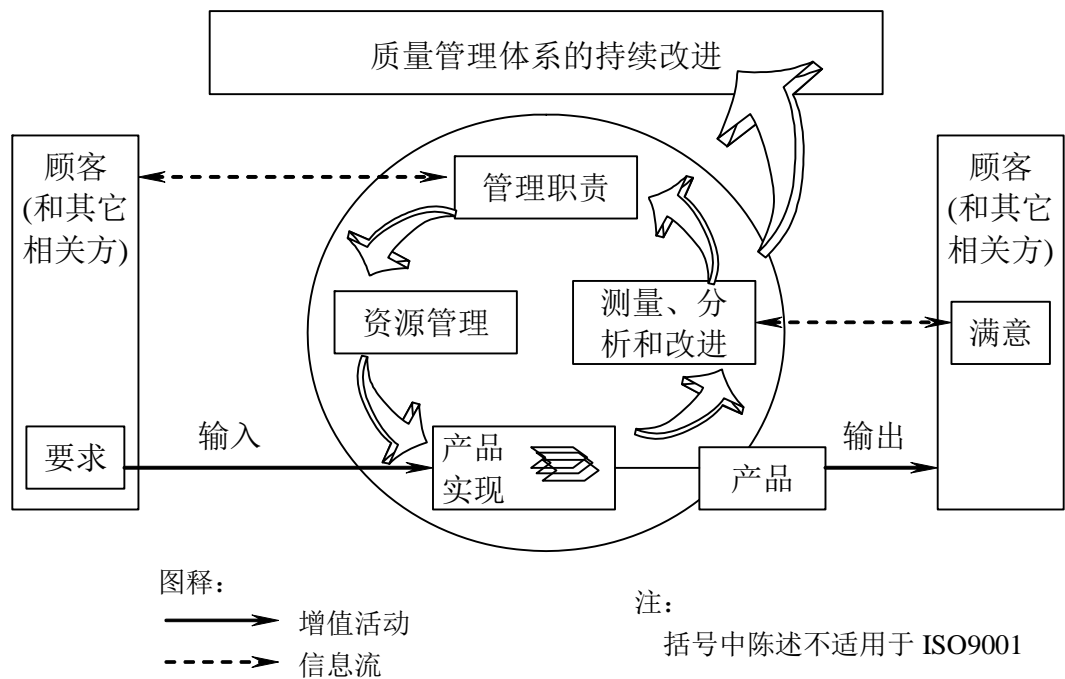 质量管理体系的持续改进
顾客
(和其它
相关方)
管理职责
顾客
(和其它
相关方)
资源管理
测量、分
析和改进
满意
要求
输入
产品
实现
产品
输出
图释：
增值活动
信息流
注：
括号中陈述不适用于 ISO9001